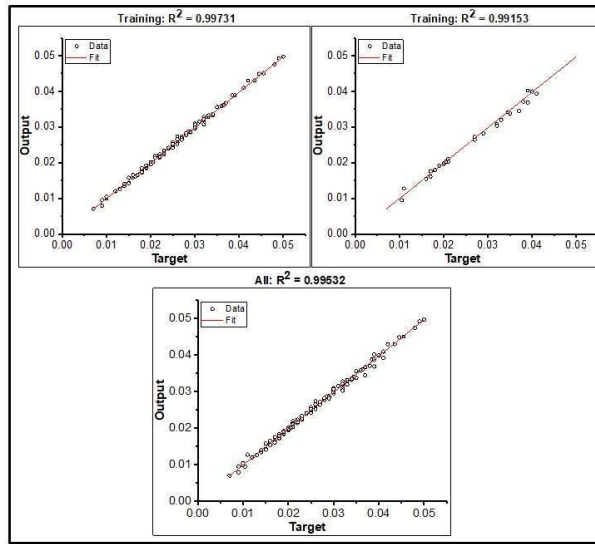 Training: R² = 0.99731
Data
Fit
Output
0.05
0.04
0.03
0.02
0.01
0.00
0.00 0.01 0.02 0.03 0.04 0.05
Target
Training: R² = 0.99153
Data
Fit
Output
0.05
0.04
0.03
0.02
0.01
0.00
0.00 0.01 0.02 0.03 0.04 0.05
Target
All: R² = 0.99532
Data
Fit
Output
0.05
0.04
0.03
0.02
0.01
0.00
0.00 0.01 0.02 0.03 0.04 0.05
Target